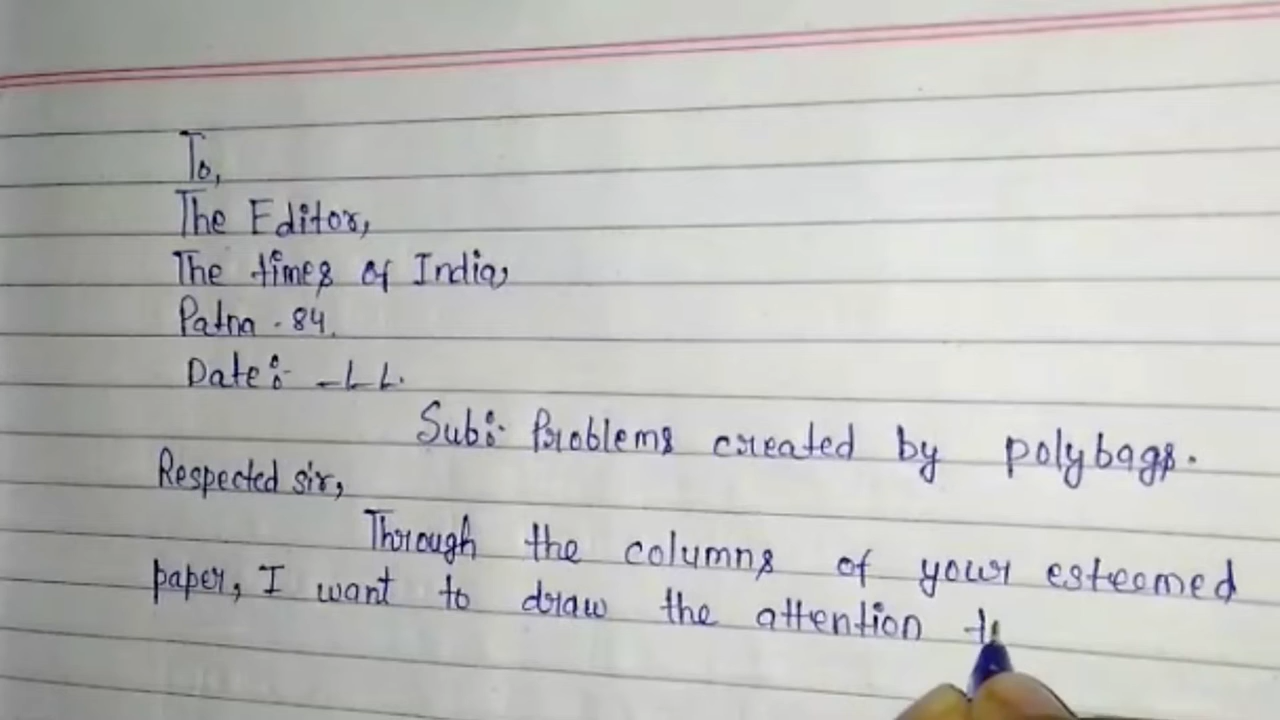 To,
The Editor,
The times of India,
Patna - 84.
Date:-
Sub:- Problems created by polybags.
Respected sir,
Through the columns of your esteemed
paper, I want to draw the attention